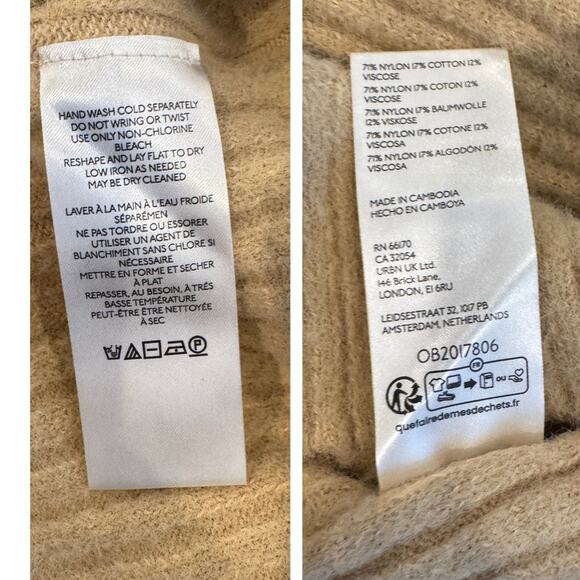 HAND WASH COLD SEPARATELY
DO NOT WRING OR TWIST
USE ONLY NON-CHLORINE
BLEACH
RESHAPE AND LAY FLAT TO DRY
LOW IRON AS NEEDED
MAY BE DRY CLEANED
LAVER À LA MAIN À L'EAU FROIDE
SÉPARÉMEN
NE PAS TORDRE OU ESSORER
UTILISER UN AGENT DE
BLANCHIMENT SANS CHLORE SI
NÉCESSAIRE
METTRE EN FORME ET SECHER
À PLAT
REPASSER, AU BESOIN, À TRÉS
BASSE TEMPÉRATURE
PEUT-ÊTRE ÊTRE NETTOYÉE
À SEC
P
71% NYLON 17% COTTON 12%
VISCOSE
71% NYLON 17% COTON 12%
VISCOSE
71% NYLON 17% BAUMWOLLE
12% VISKOSE
71% NYLON 17% COTONE 12%
VISCOSA
71% NYLON 17% ALGODÓN 12%
VISCOSA
MADE IN CAMBODIA
HECHO EN CAMBOYA
RN 66170
CA 32054
URBN UK Ltd.
146 Brick Lane,
LONDON, E1 6RU
LEIDSESTRAAT 32, 1017 PB
AMSTERDAM, NETHERLANDS
OB2017806
FR
OU
quefairedemesdechets.fr